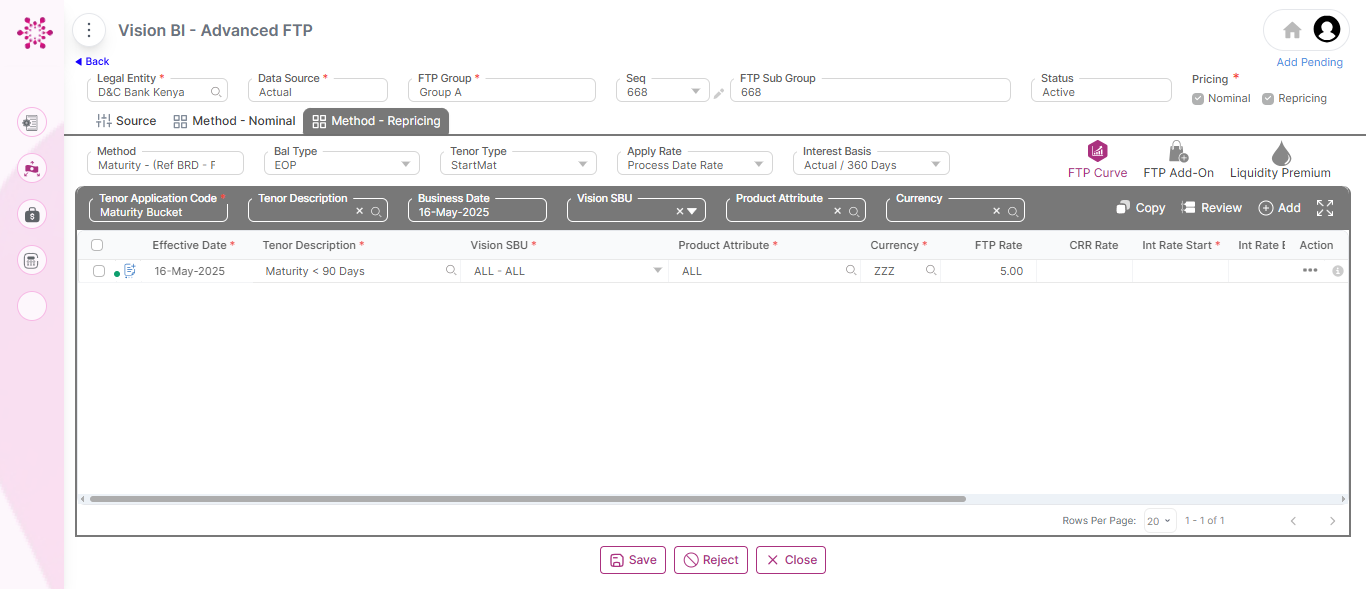 Vision BI - Advanced FTP
Back
Add Pending
Legal Entity * Data Source * FTP Group * Seq FTP Sub Group Status Pricing *
D&C Bank Kenya Actual Group A 668 668 Active Nominal Repricing
Source Method - Nominal Method - Repricing
Method Bal Type Tenor Type Apply Rate Interest Basis
Maturity - (Ref BRD - F EOP StartMat Process Date Rate Actual / 360 Days
FTP Curve FTP Add-On Liquidity Premium
Tenor Application Code * Tenor Description Business Date Vision SBU Product Attribute Currency
Maturity Bucket 16-May-2025
Copy Review Add
Effective Date * Tenor Description * Vision SBU * Product Attribute * Currency * FTP Rate CRR Rate Int Rate Start * Int Rate E Action
16-May-2025 Maturity < 90 Days ALL - ALL ALL ZZZ 5.00
Rows Per Page: 20 1 - 1 of 1
Save Reject Close